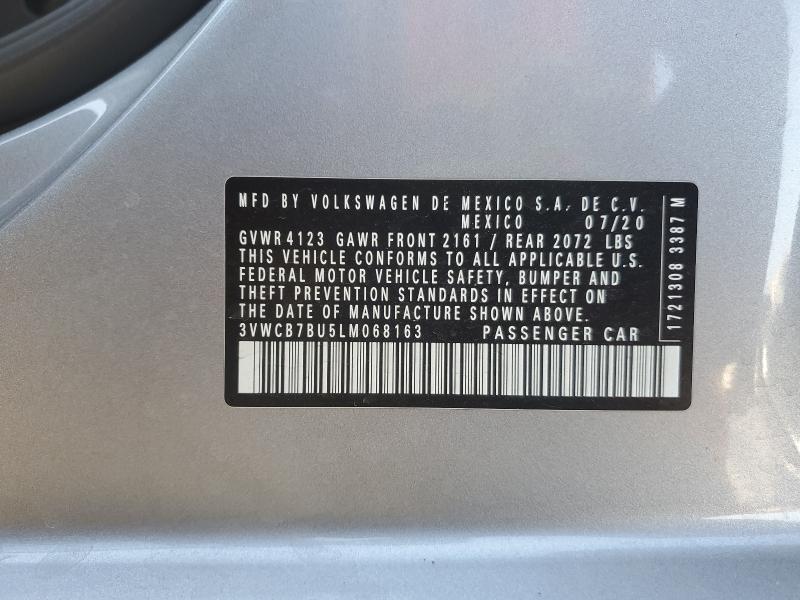 MFD BY VOLKSWAGEN DE MEXICO S.A. DE C.V.
MEXICO 07/20
GVWR 4123 GAWR FRONT 2161 / REAR 2072 LBS
THIS VEHICLE CONFORMS TO ALL APPLICABLE U.S.
FEDERAL MOTOR VEHICLE SAFETY, BUMPER AND
THEFT PREVENTION STANDARDS IN EFFECT ON
THE DATE OF MANUFACTURE SHOWN ABOVE.
3VWCB7BU5LM068163 PASSENGER CAR
1721308 3387 M